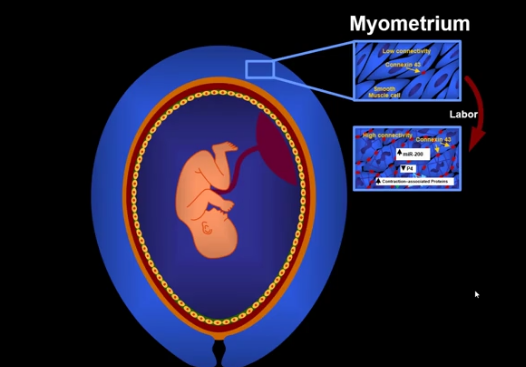 Myometrium
Low connectivity
Connexin 43
Smooth
Muscle cell
Labor
High connectivity
Connexin 43
miR-200
P4
Contraction-associated Proteins